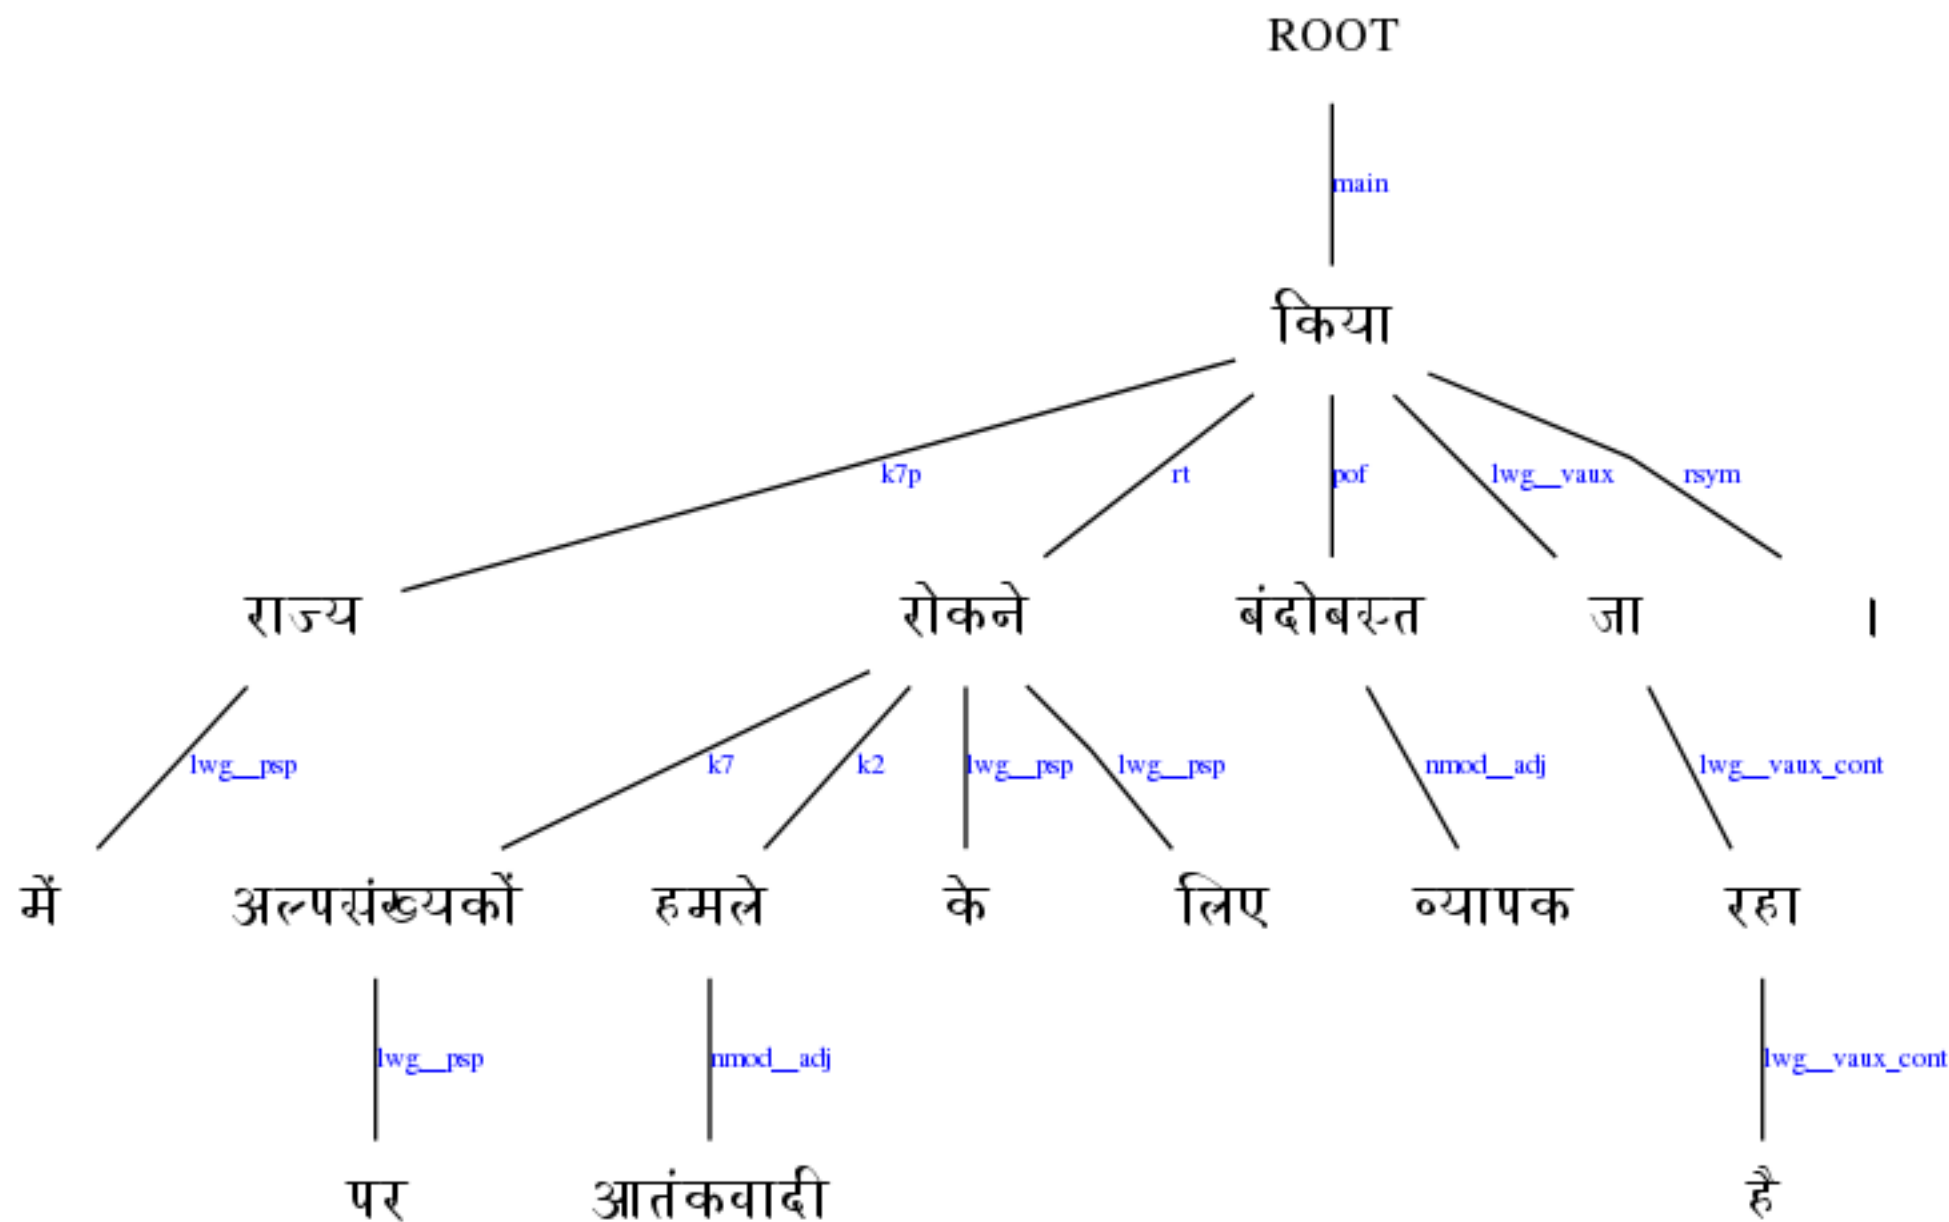 ROOT
main
किया
k7p rt pof lwg__vaux rsym
राज्य रोकने बंदोबस्त जा ।
lwg__psp k7 k2 lwg__psp lwg__psp nmod__adj lwg__vaux_cont
में अल्पसंख्यकों हमले के लिए व्यापक रहा
lwg__psp nmod__adj lwg__vaux_cont
पर आतंकवादी है